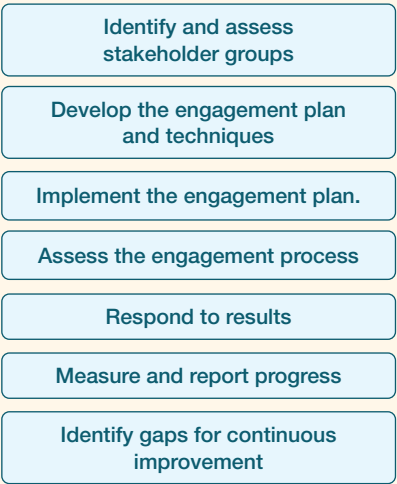 Identify and assess
stakeholder groups
Develop the engagement plan
and techniques
Implement the engagement plan.
Assess the engagement process
Respond to results
Measure and report progress
Identify gaps for continuous
improvement